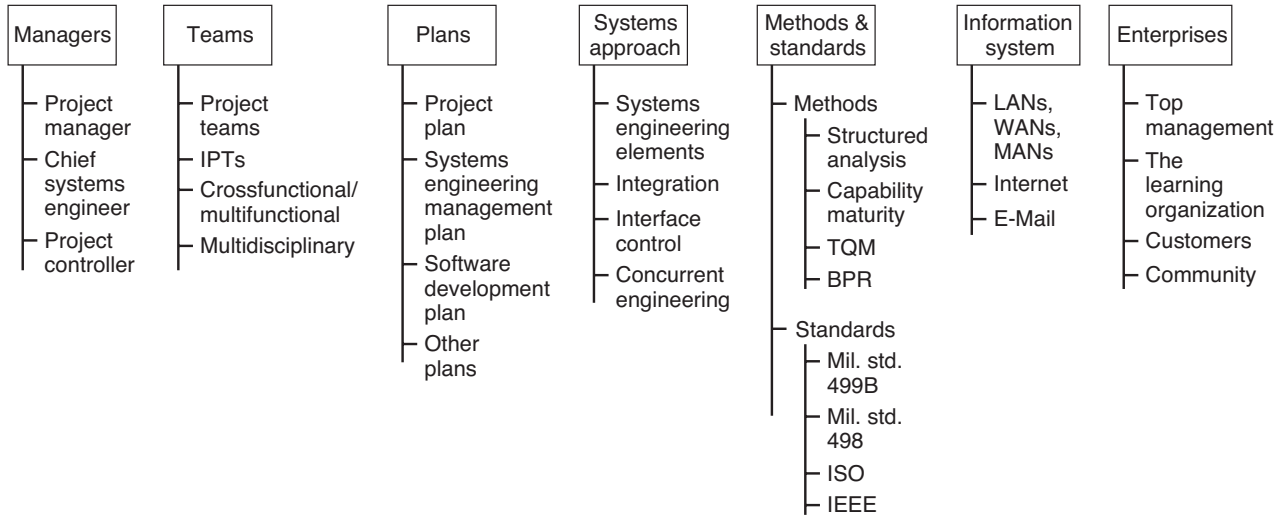 Managers
Project
manager
Chief
systems
engineer
Project
controller
Teams
Project
teams
IPTs
Crossfunctional/
multifunctional
Multidisciplinary
Plans
Project
plan
Systems
engineering
management
plan
Software
development
plan
Other
plans
Systems
approach
Systems
engineering
elements
Integration
Interface
control
Concurrent
engineering
Methods &
standards
Methods
Structured
analysis
Capability
maturity
TQM
BPR
Standards
Mil. std.
499B
Mil. std.
498
ISO
IEEE
Information
system
LANs,
WANs,
MANs
Internet
E-Mail
Enterprises
Top
management
The
learning
organization
Customers
Community